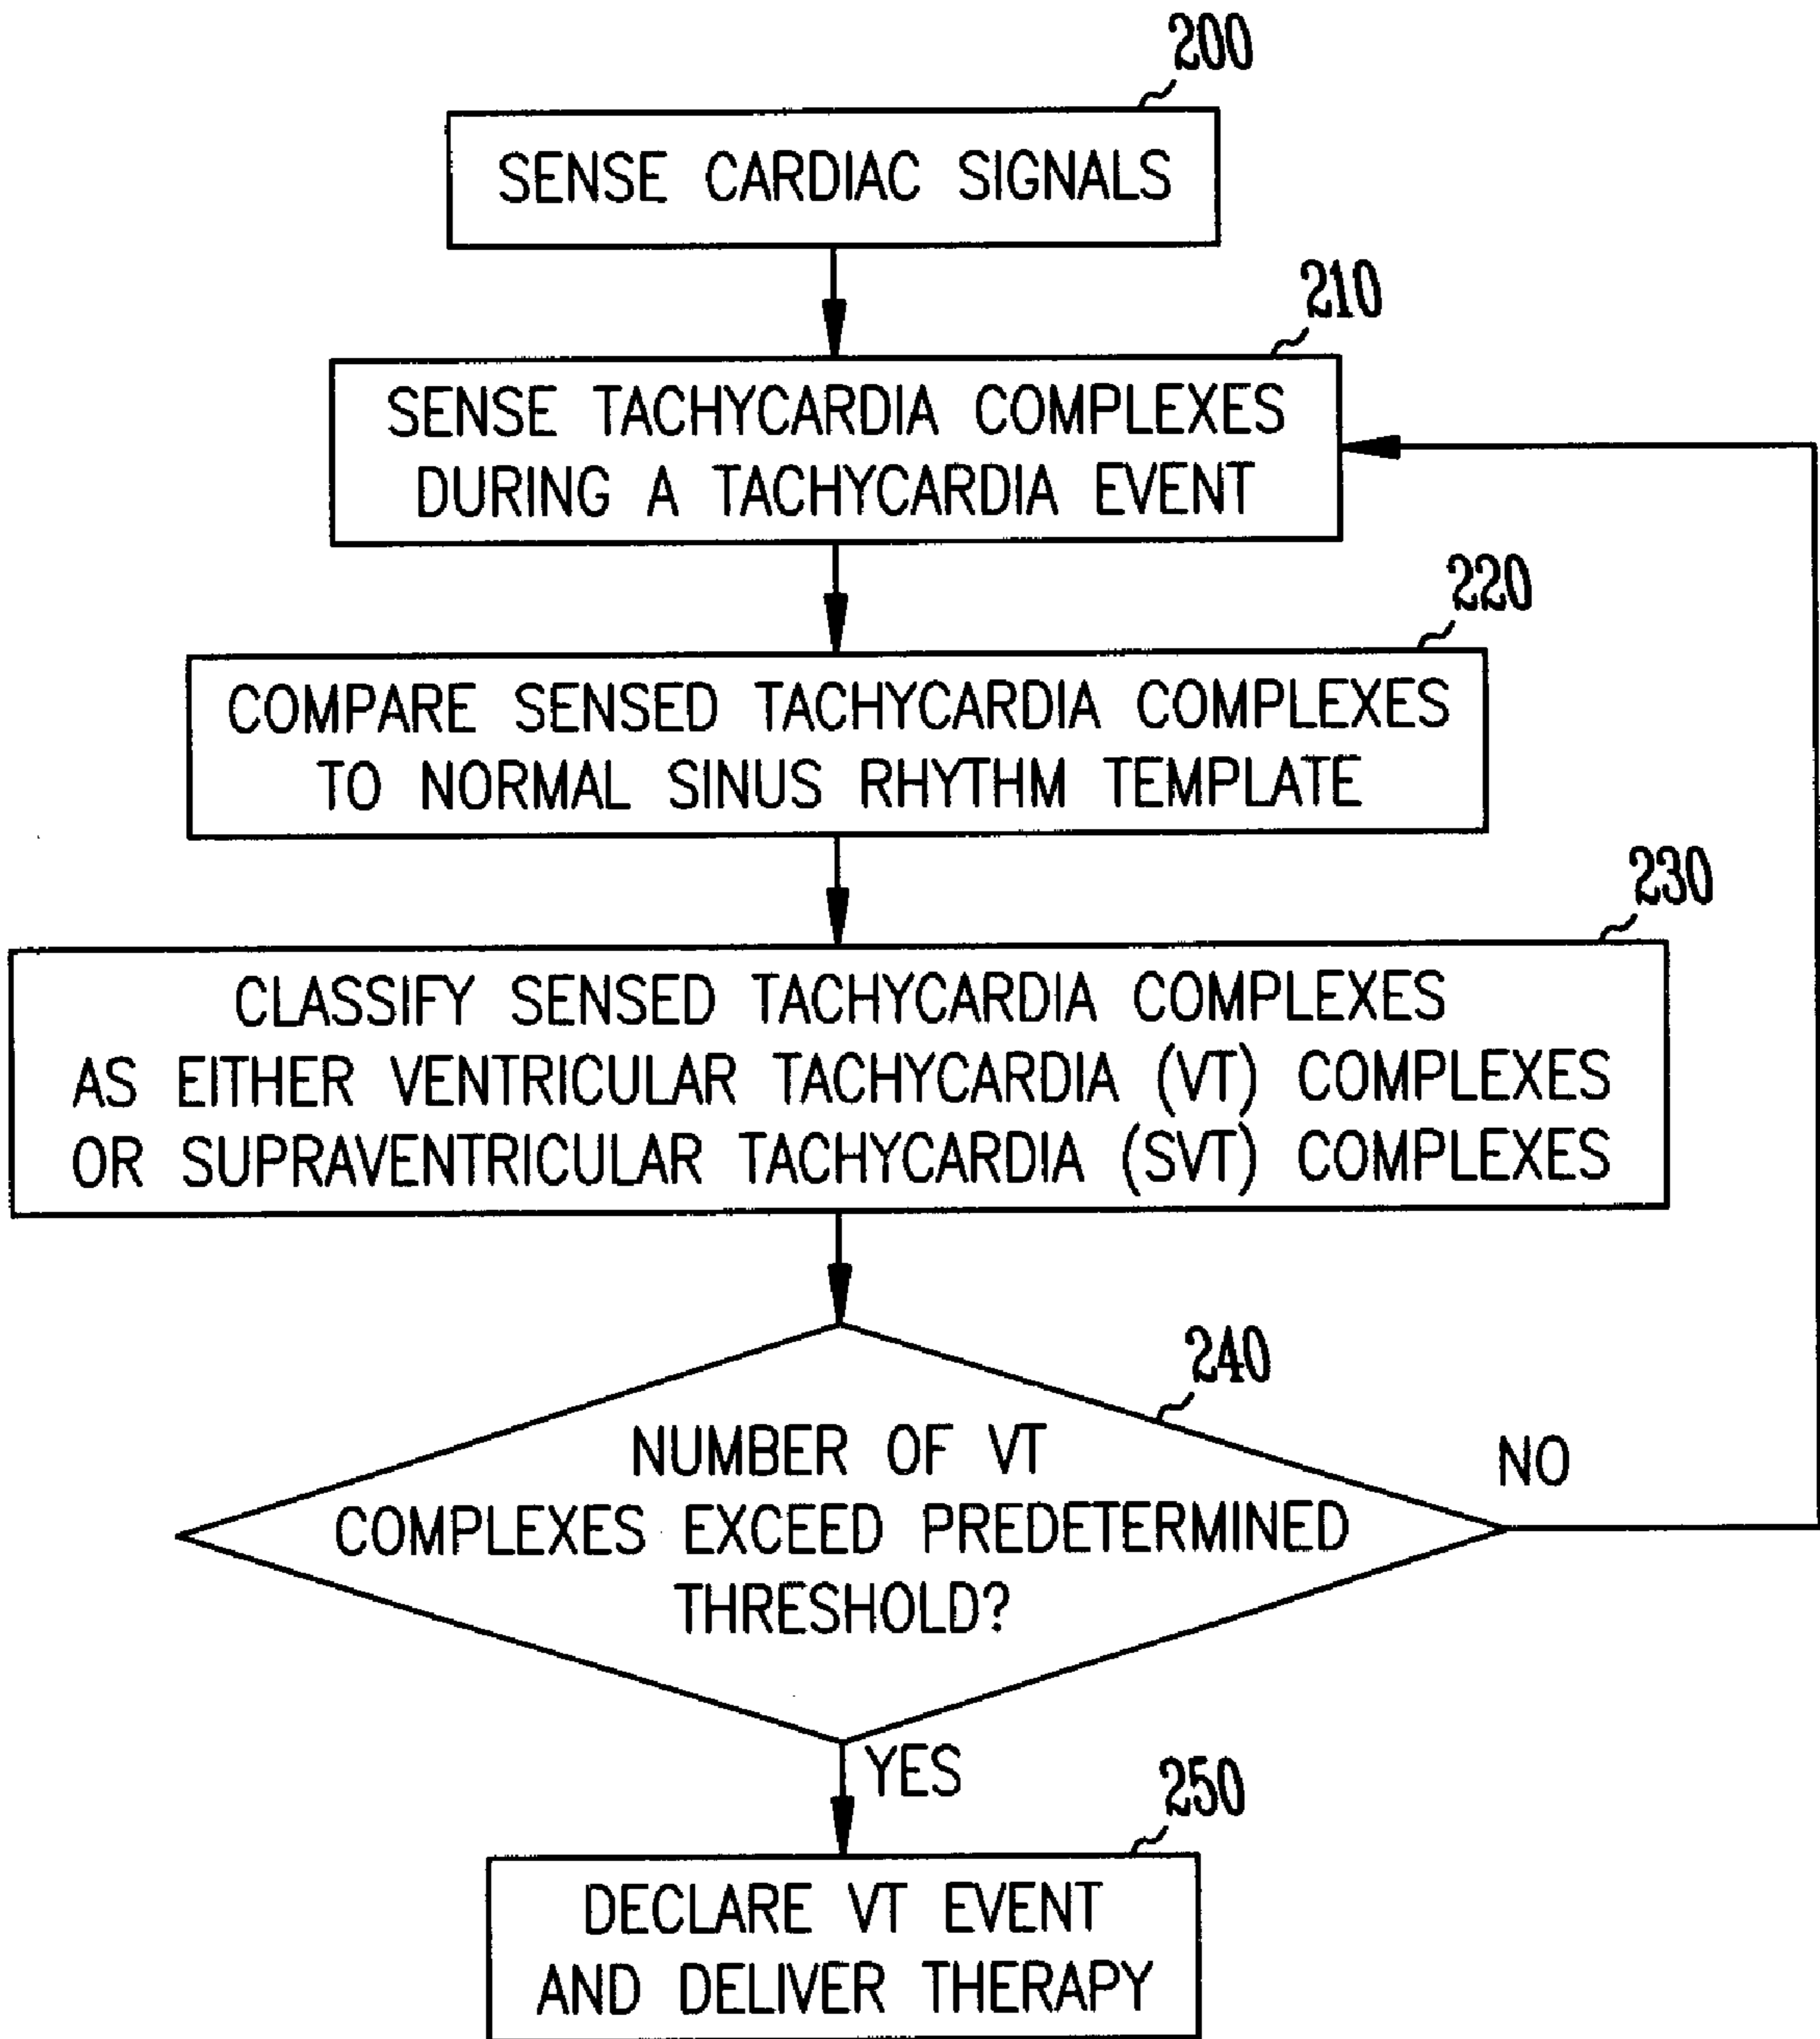 200
SENSE CARDIAC SIGNALS
210
SENSE TACHYCARDIA COMPLEXES
DURING A TACHYCARDIA EVENT
220
COMPARE SENSED TACHYCARDIA COMPLEXES
TO NORMAL SINUS RHYTHM TEMPLATE
230
CLASSIFY SENSED TACHYCARDIA COMPLEXES
AS EITHER VENTRICULAR TACHYCARDIA (VT) COMPLEXES
OR SUPRAVENTRICULAR TACHYCARDIA (SVT) COMPLEXES
240
NUMBER OF VT
COMPLEXES EXCEED PREDETERMINED
THRESHOLD?
NO
YES
250
DECLARE VT EVENT
AND DELIVER THERAPY